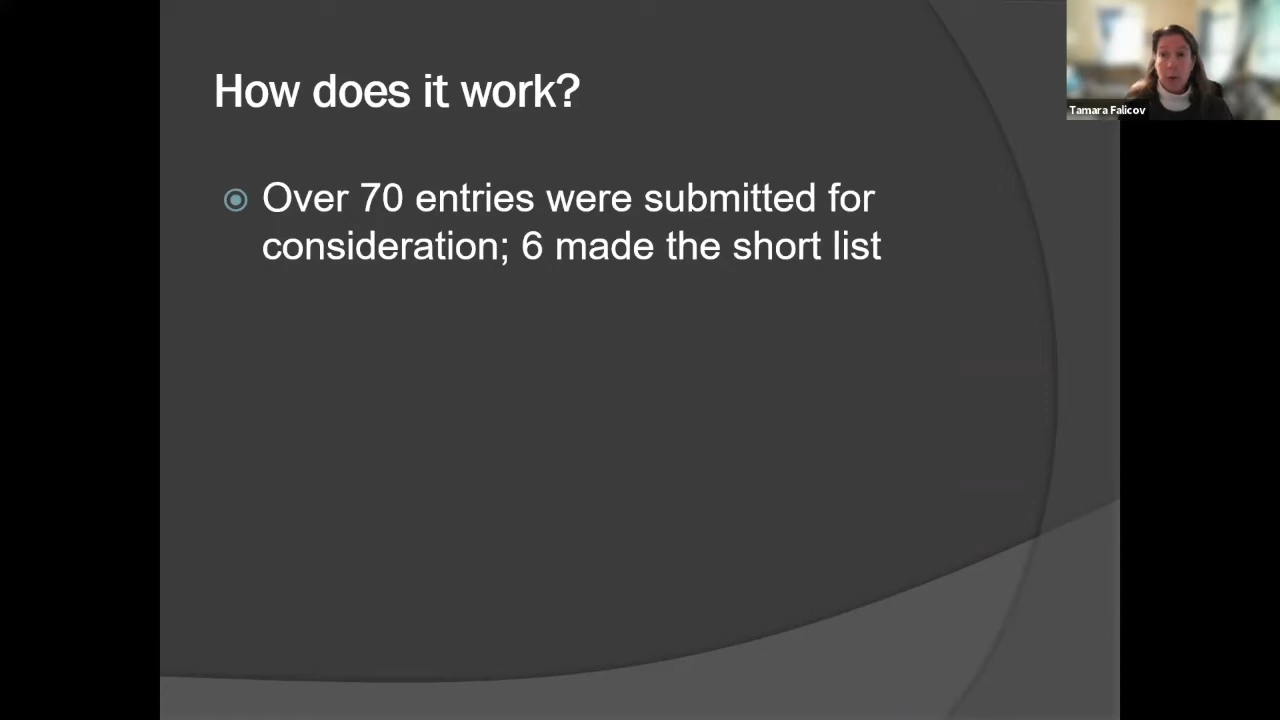 How does it work?
Over 70 entries were submitted for
consideration; 6 made the short list
Tamara Falicov